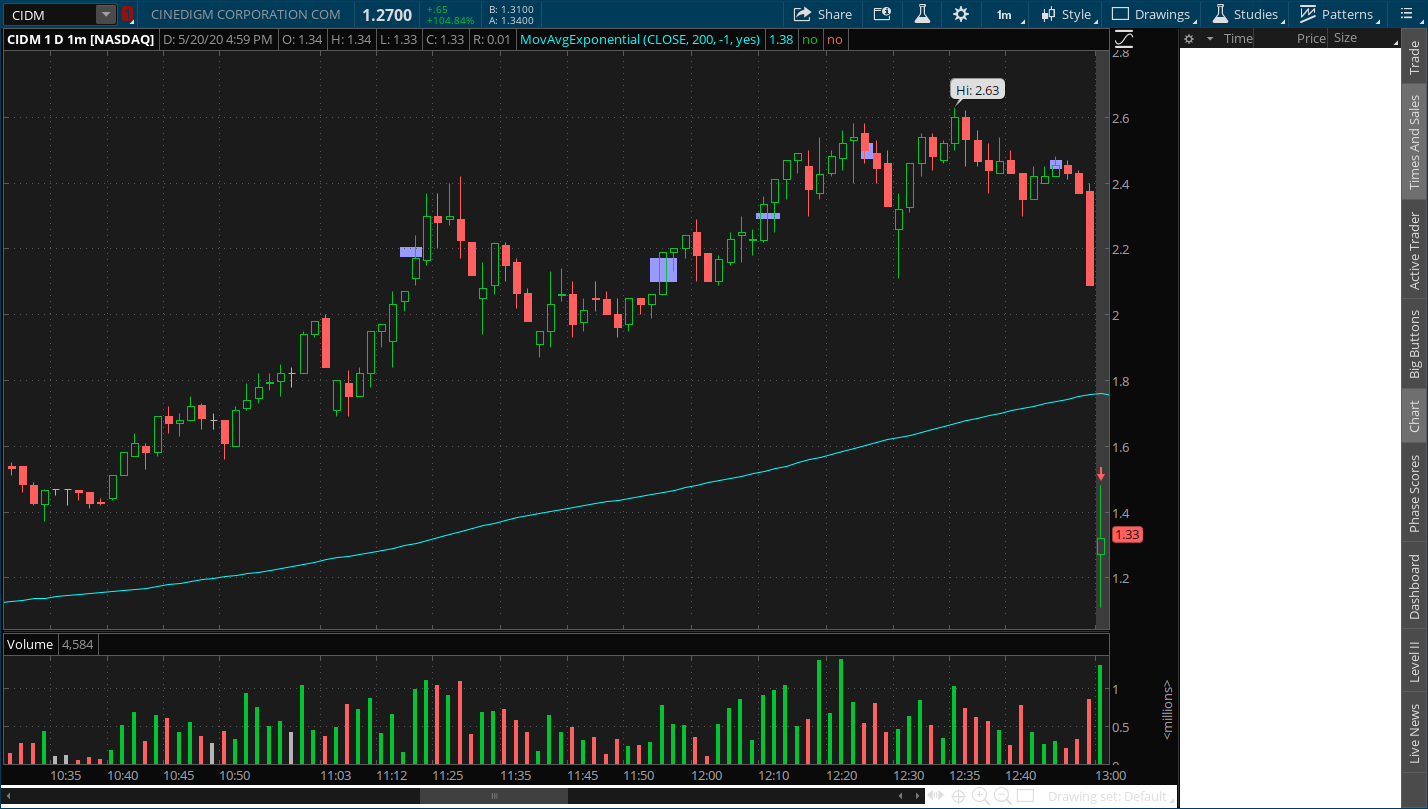 CIDM 1 CINEDIGM CORPORATION COM 1.2700 +.65 +104.84% B: 1.3100 A: 1.3400 Share 1m Style Drawings Studies Patterns
CIDM 1 D 1m [NASDAQ] D: 5/20/20 4:59 PM O: 1.34 H: 1.34 L: 1.33 C: 1.33 R: 0.01 MovAvgExponential (CLOSE, 200, -1, yes) 1.38 no no
Time Price Size
Hi: 2.63
2.8
2.6
2.4
2.2
2
1.8
1.6
1.4
1.33
1.2
Volume 4,584
1
0.5
0
<millions>
10:35 10:40 10:45 10:50 11:03 11:12 11:25 11:35 11:45 11:50 12:00 12:10 12:20 12:30 12:35 12:40 13:00
Drawing set: Default
Trade
Times And Sales
Active Trader
Big Buttons
Chart
Phase Scores
Dashboard
Level II
Live News